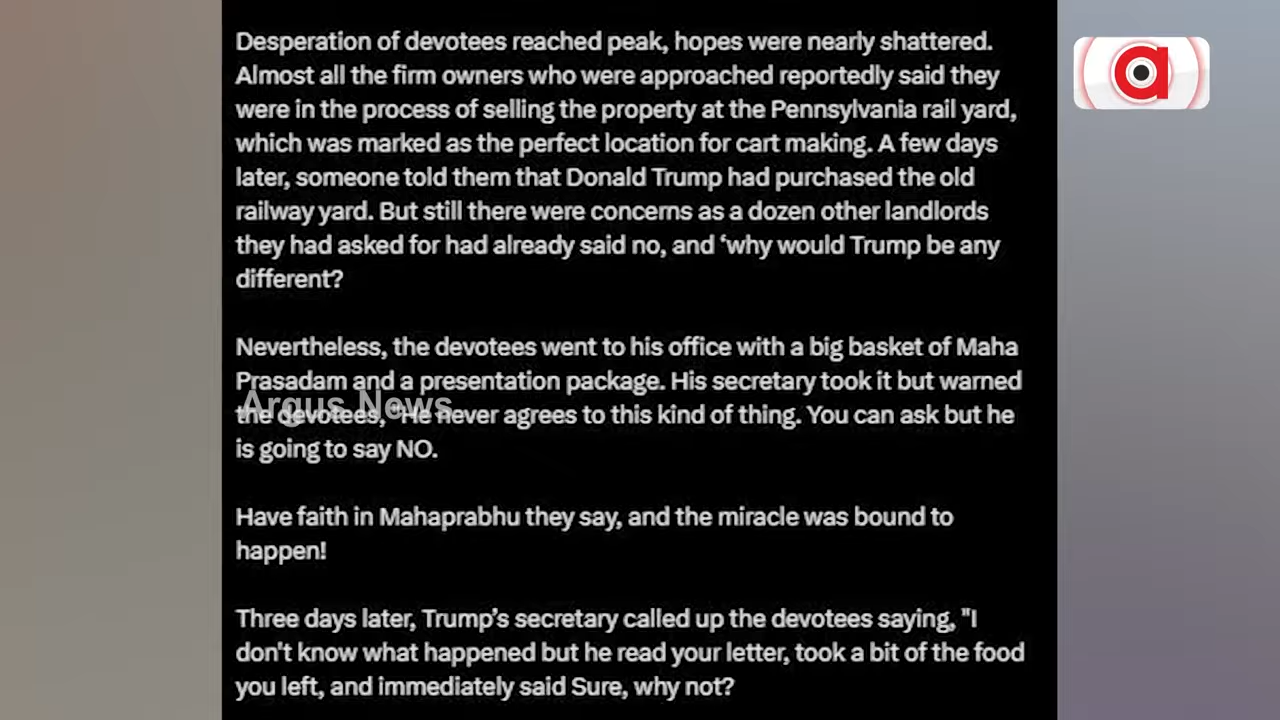 Desperation of devotees reached peak, hopes were nearly shattered.
Almost all the firm owners who were approached reportedly said they
were in the process of selling the property at the Pennsylvania rail yard,
which was marked as the perfect location for cart making. A few days
later, someone told them that Donald Trump had purchased the old
railway yard. But still there were concerns as a dozen other landlords
they had asked for had already said no, and ‘why would Trump be any
different?
Nevertheless, the devotees went to his office with a big basket of Maha
Prasadam and a presentation package. His secretary took it but warned
Argus News
the devotees, "He never agrees to this kind of thing. You can ask but he
is going to say NO.
Have faith in Mahaprabhu they say, and the miracle was bound to
happen!
Three days later, Trump’s secretary called up the devotees saying, "I
don't know what happened but he read your letter, took a bit of the food
you left, and immediately said Sure, why not?
a